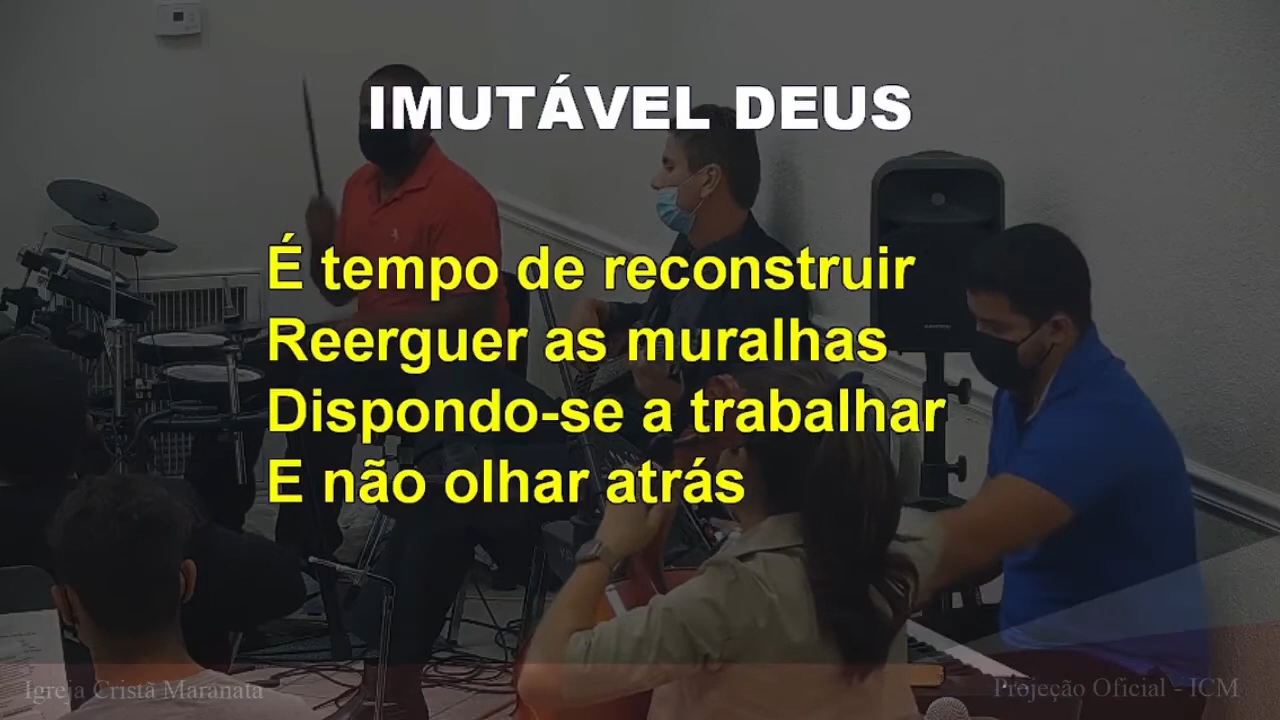 IMUTÁVEL DEUS
É tempo de reconstruir
Reerguer as muralhas
Dispondo-se a trabalhar
E não olhar atrás
Igreja Cristã Maranata
Projeção Oficial - ICM